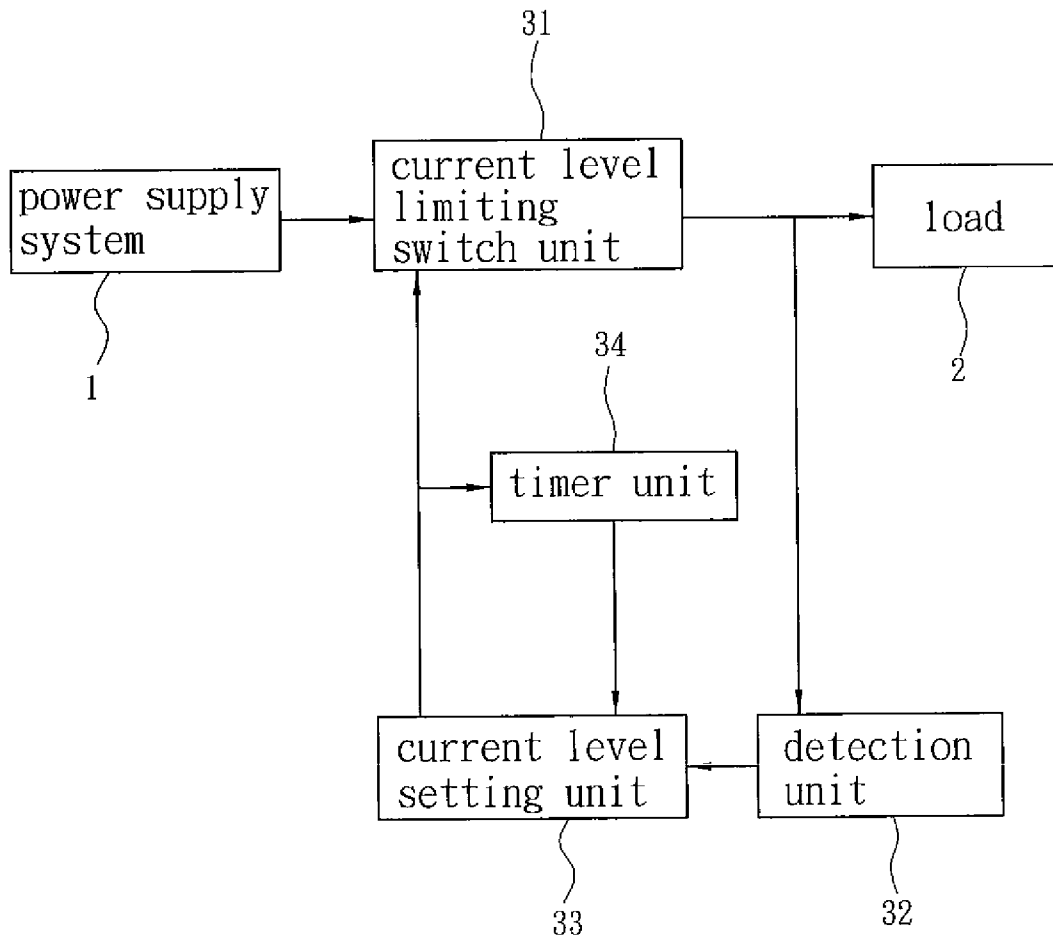 31
power supply
system
current level
limiting
switch unit
load
1
34
2
timer unit
current level
setting unit
detection
unit
33
32